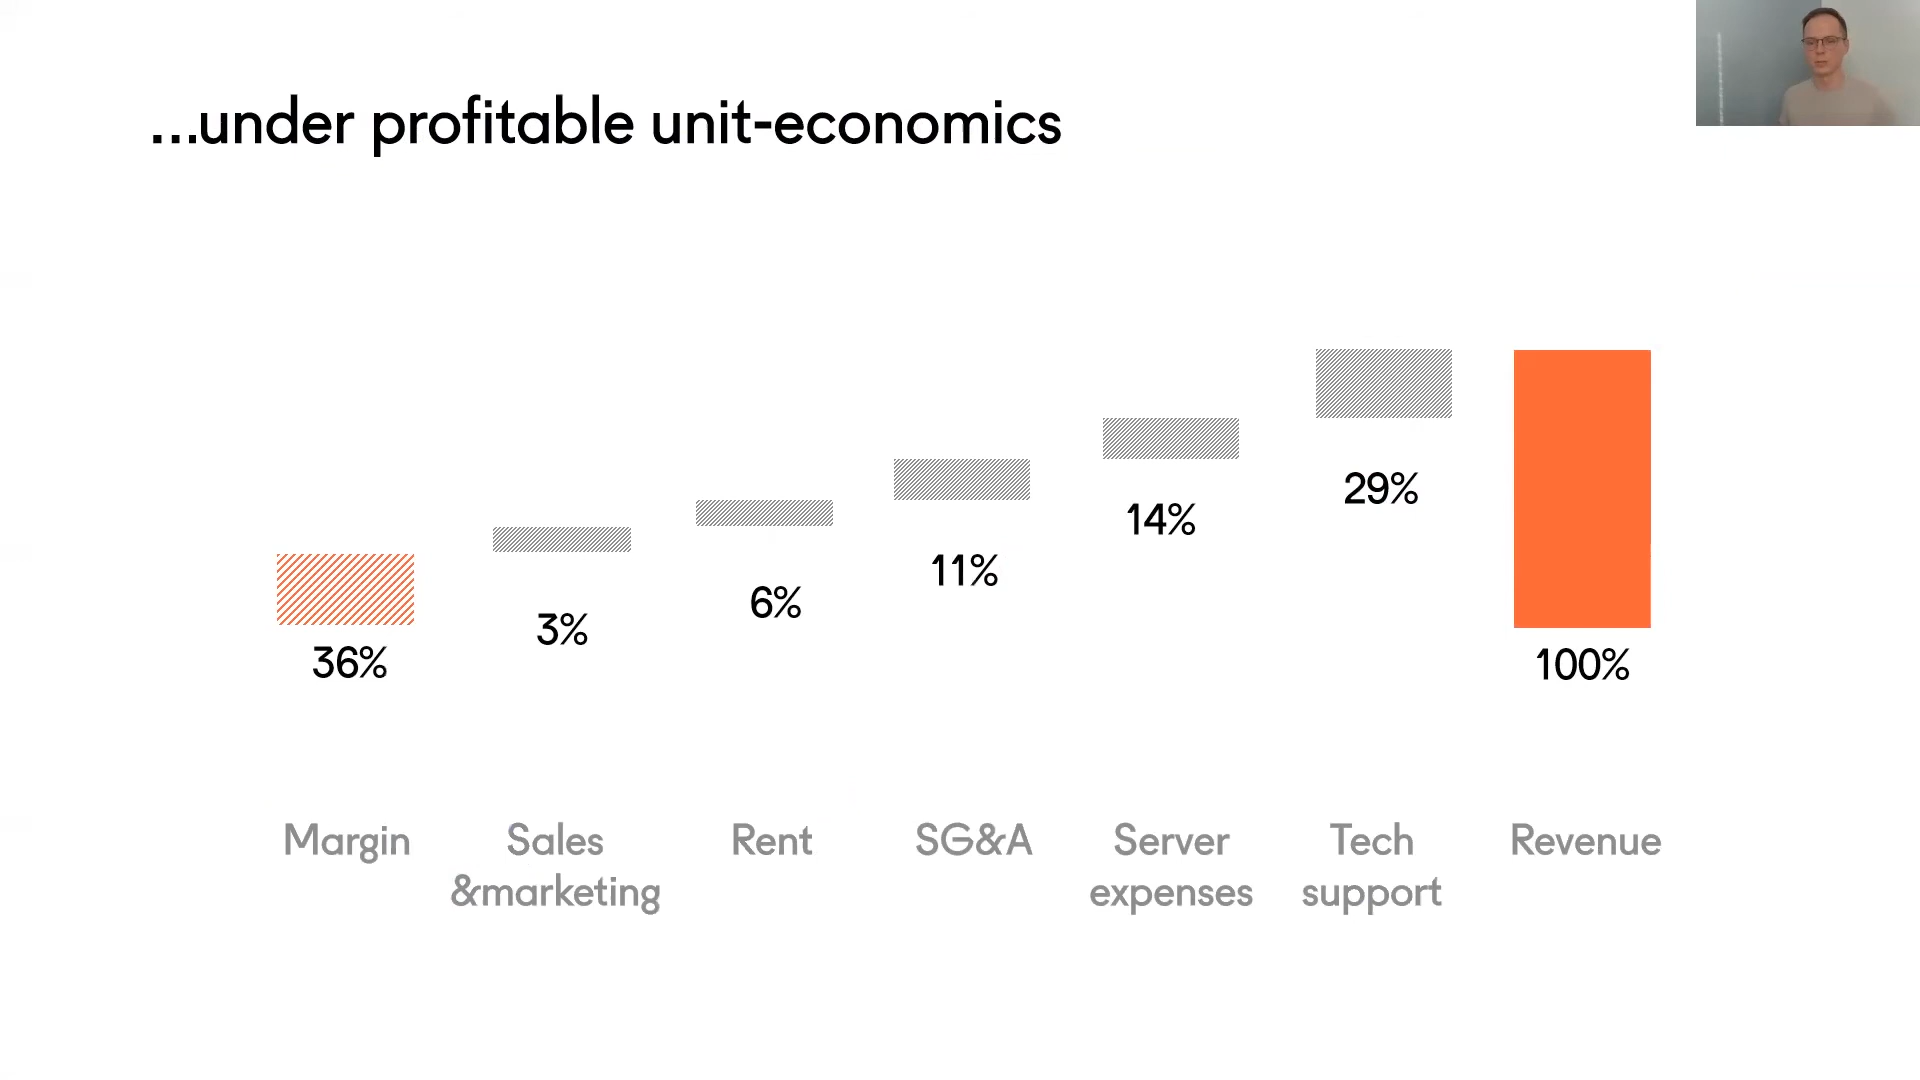 ...under profitable unit-economics
36%
3%
6%
11%
14%
29%
100%
Margin
Sales
&marketing
Rent
SG&A
Server
expenses
Tech
support
Revenue